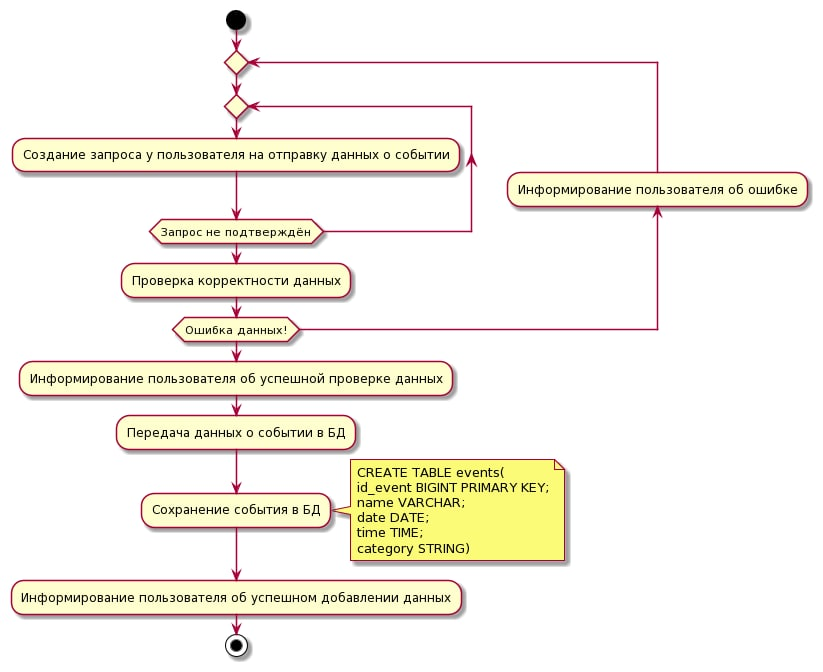 Создание запроса у пользователя на отправку данных о событии
Информирование пользователя об ошибке
Запрос не подтверждён
Проверка корректности данных
Ошибка данных!
Информирование пользователя об успешной проверке данных
Передача данных о событии в БД
Сохранение события в БД
CREATE TABLE events(
id_event BIGINT PRIMARY KEY;
name VARCHAR;
date DATE;
time TIME;
category STRING)
Информирование пользователя об успешном добавлении данных